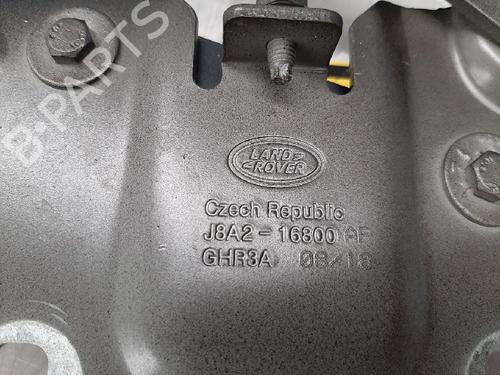 B-PARTS
LAND
ROVER
Czech Republic
J8A2-16800 AF
GHR3A 08/18